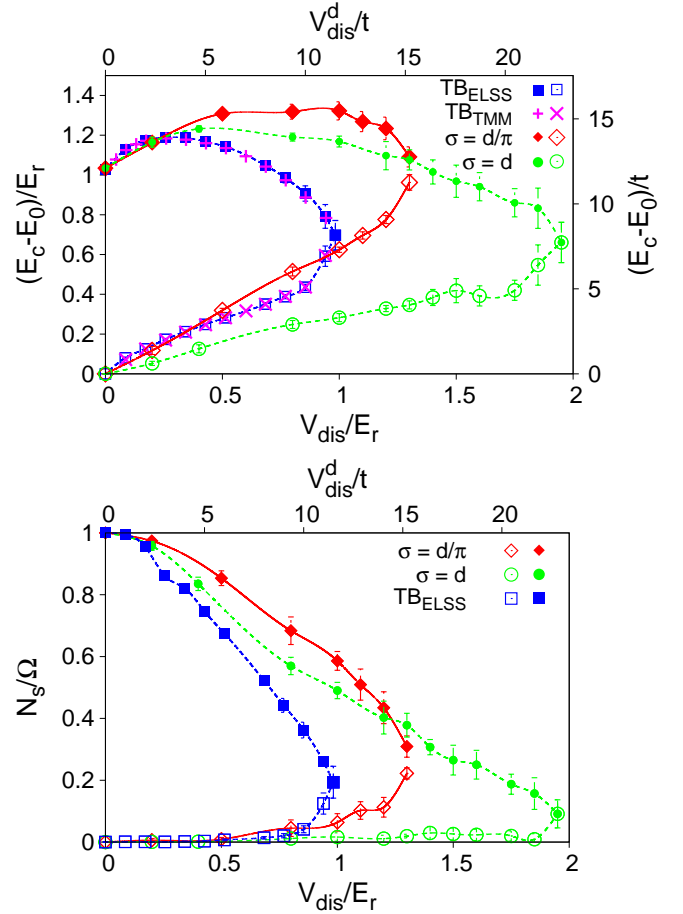 V_dis^d/t
0 5 10 15 20
TB_ELSS
TB_TMM
σ = d/π
σ = d
(E_c-E_0)/E_r
1.4
1.2
1
0.8
0.6
0.4
0.2
0
(E_c-E_0)/t
15
10
5
0
0 0.5 1 1.5 2
V_dis/E_r
V_dis^d/t
0 5 10 15 20
σ = d/π
σ = d
TB_ELSS
N_s/Ω
1
0.8
0.6
0.4
0.2
0
0 0.5 1 1.5 2
V_dis/E_r